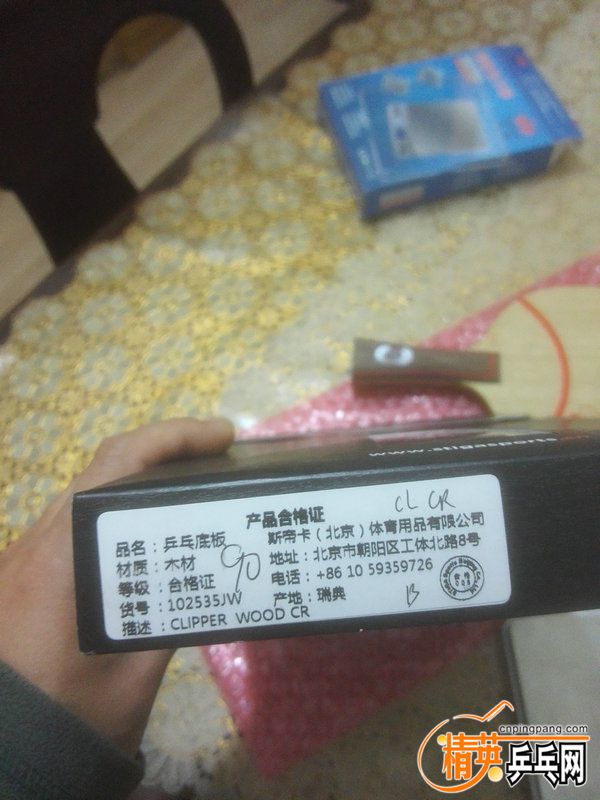 www.stigasports
产品合格证
CL CR
品名：乒乓底板
斯帝卡（北京）体育用品有限公司
材质：木材
90
地址：北京市朝阳区工体北路8号
等级：合格证
电话：+86 10 59359726
货号：102535JW
产地：瑞典
B
合格
描述：CLIPPER WOOD CR
cnpingpang.com
精英乒乓网